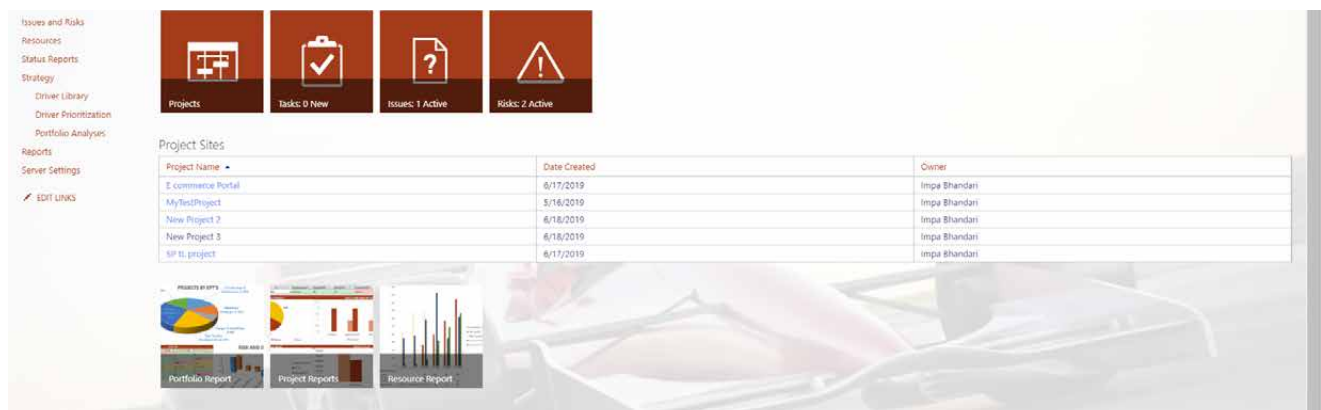 Issues and Risks
Resources
Status Reports
Strategy
Driver Library
Driver Prioritization
Portfolio Analyses
Reports
Server Settings
EDIT LINKS
Projects
Tasks: 0 New
Issues: 1 Active
Risks: 2 Active
Project Sites
Project Name Date Created Owner
E commerce Portal 6/17/2019 Impa Bhandari
MyTestProject 5/16/2019 Impa Bhandari
New Project 2 6/18/2019 Impa Bhandari
New Project 3 6/18/2019 Impa Bhandari
SP tL project 6/17/2019 Impa Bhandari
PROJECTS BY DEPT'S
Portfolio Report
Project Reports
Resource Report